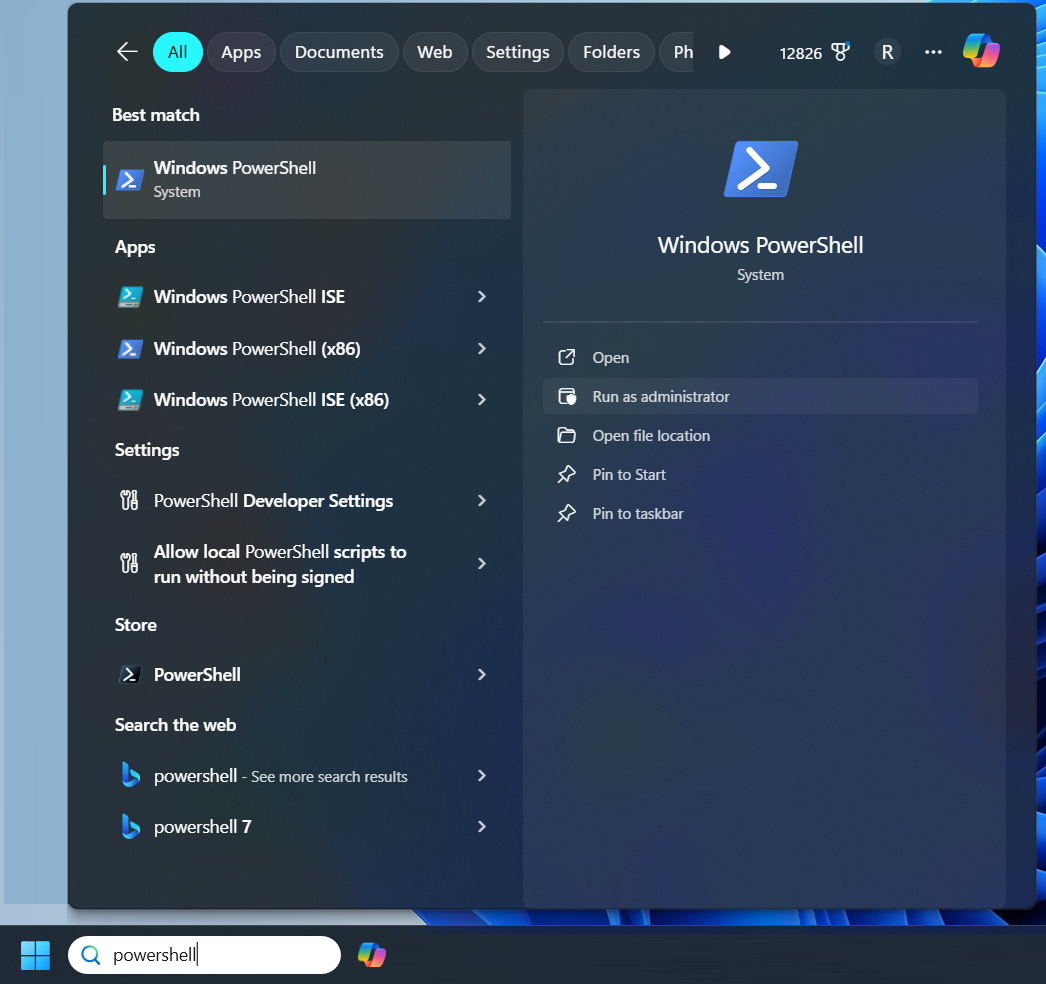 All
Apps
Documents
Web
Settings
Folders
Ph
12826
R
Best match
Windows PowerShell
System
Apps
Windows PowerShell ISE
Windows PowerShell (x86)
Windows PowerShell ISE (x86)
Settings
PowerShell Developer Settings
Allow local PowerShell scripts to
run without being signed
Store
PowerShell
Search the web
powershell - See more search results
powershell 7
Windows PowerShell
System
Open
Run as administrator
Open file location
Pin to Start
Pin to taskbar
powershell